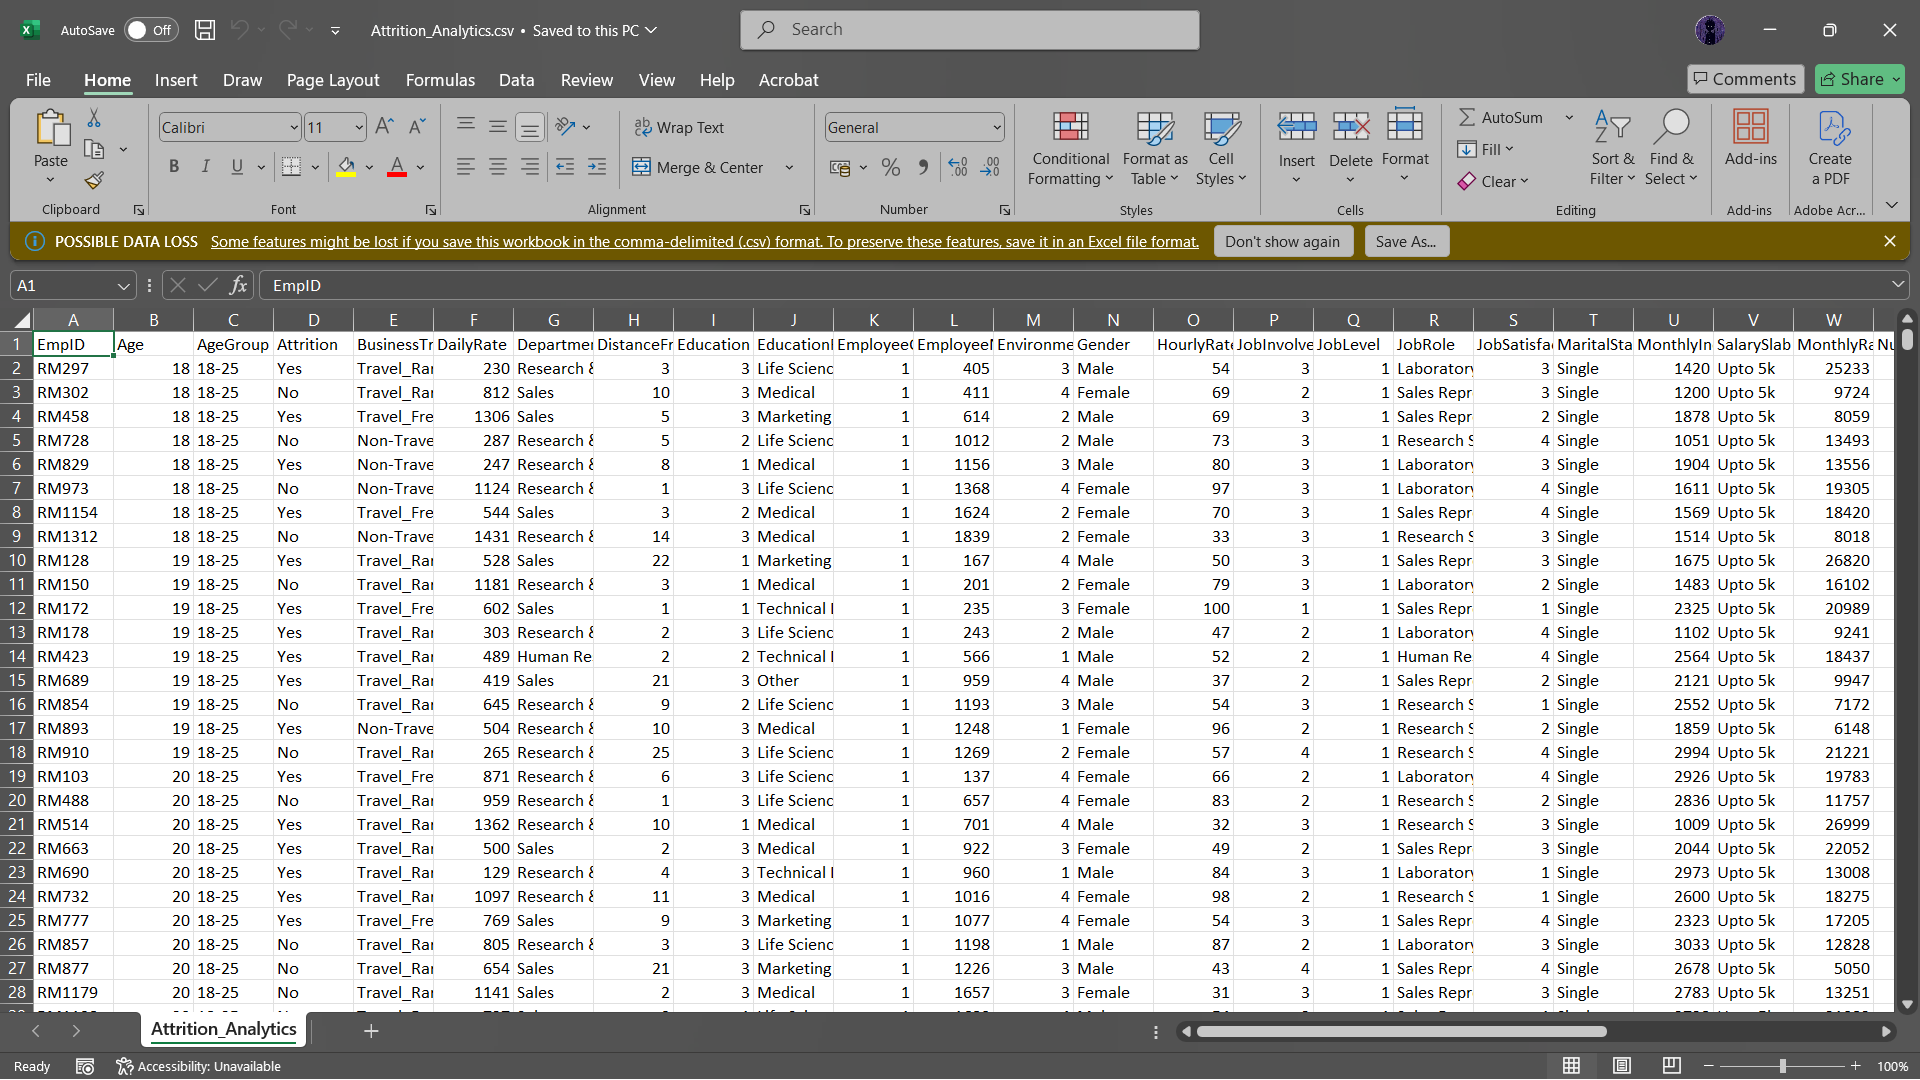 AutoSave Off Attrition_Analytics.csv • Saved to this PC Search
File Home Insert Draw Page Layout Formulas Data Review View Help Acrobat Comments Share
Paste Calibri 11 Wrap Text General Conditional Formatting Format as Table Cell Styles Insert Delete Format AutoSum Sort & Filter Find & Select Add-ins Create a PDF
B I U Merge & Center Fill
Clear
Clipboard Font Alignment Number Styles Cells Editing Add-ins Adobe Acr...
POSSIBLE DATA LOSS Some features might be lost if you save this workbook in the comma-delimited (.csv) format. To preserve these features, save it in an Excel file format. Don't show again Save As...
A1 fx EmpID
A B C D E F G H I J K L M N O P Q R S T U V W
1 EmpID Age AgeGroup Attrition BusinessTr DailyRate Departmen DistanceFr Education EducationI EmployeeC EmployeeN Environme Gender HourlyRate JobInvolve JobLevel JobRole JobSatisfac MaritalSta MonthlyIn SalarySlab MonthlyRa Nu
2 RM297 18 18-25 Yes Travel_Rar 230 Research & 3 3 Life Scienc 1 405 3 Male 54 3 1 Laboratory 3 Single 1420 Upto 5k 25233
3 RM302 18 18-25 No Travel_Rar 812 Sales 10 3 Medical 1 411 4 Female 69 2 1 Sales Repr 3 Single 1200 Upto 5k 9724
4 RM458 18 18-25 Yes Travel_Fre 1306 Sales 5 3 Marketing 1 614 2 Male 69 3 1 Sales Repr 2 Single 1878 Upto 5k 8059
5 RM728 18 18-25 No Non-Trave 287 Research & 5 2 Life Scienc 1 1012 2 Male 73 3 1 Research S 4 Single 1051 Upto 5k 13493
6 RM829 18 18-25 Yes Non-Trave 247 Research & 8 1 Medical 1 1156 3 Male 80 3 1 Laboratory 3 Single 1904 Upto 5k 13556
7 RM973 18 18-25 No Non-Trave 1124 Research & 1 3 Life Scienc 1 1368 4 Female 97 3 1 Laboratory 4 Single 1611 Upto 5k 19305
8 RM1154 18 18-25 Yes Travel_Fre 544 Sales 3 2 Medical 1 1624 2 Female 70 3 1 Sales Repr 4 Single 1569 Upto 5k 18420
9 RM1312 18 18-25 No Non-Trave 1431 Research & 14 3 Medical 1 1839 2 Female 33 3 1 Research S 3 Single 1514 Upto 5k 8018
10 RM128 19 18-25 Yes Travel_Rar 528 Sales 22 1 Marketing 1 167 4 Male 50 3 1 Sales Repr 3 Single 1675 Upto 5k 26820
11 RM150 19 18-25 No Travel_Rar 1181 Research & 3 1 Medical 1 201 2 Female 79 3 1 Laboratory 2 Single 1483 Upto 5k 16102
12 RM172 19 18-25 Yes Travel_Fre 602 Sales 1 1 Technical I 1 235 3 Female 100 1 1 Sales Repr 1 Single 2325 Upto 5k 20989
13 RM178 19 18-25 Yes Travel_Rar 303 Research & 2 3 Life Scienc 1 243 2 Male 47 2 1 Laboratory 4 Single 1102 Upto 5k 9241
14 RM423 19 18-25 Yes Travel_Rar 489 Human Re 2 2 Technical I 1 566 1 Male 52 2 1 Human Re 4 Single 2564 Upto 5k 18437
15 RM689 19 18-25 Yes Travel_Rar 419 Sales 21 3 Other 1 959 4 Male 37 2 1 Sales Repr 2 Single 2121 Upto 5k 9947
16 RM854 19 18-25 No Travel_Rar 645 Research & 9 2 Life Scienc 1 1193 3 Male 54 3 1 Research S 1 Single 2552 Upto 5k 7172
17 RM893 19 18-25 Yes Non-Trave 504 Research & 10 3 Medical 1 1248 1 Female 96 2 1 Research S 2 Single 1859 Upto 5k 6148
18 RM910 19 18-25 No Travel_Rar 265 Research & 25 3 Life Scienc 1 1269 2 Female 57 4 1 Research S 4 Single 2994 Upto 5k 21221
19 RM103 20 18-25 Yes Travel_Fre 871 Research & 6 3 Life Scienc 1 137 4 Female 66 2 1 Laboratory 4 Single 2926 Upto 5k 19783
20 RM488 20 18-25 No Travel_Rar 959 Research & 1 3 Life Scienc 1 657 4 Female 83 2 1 Research S 2 Single 2836 Upto 5k 11757
21 RM514 20 18-25 Yes Travel_Rar 1362 Research & 10 1 Medical 1 701 4 Male 32 3 1 Research S 3 Single 1009 Upto 5k 26999
22 RM663 20 18-25 Yes Travel_Rar 500 Sales 2 3 Medical 1 922 3 Female 49 2 1 Sales Repr 3 Single 2044 Upto 5k 22052
23 RM690 20 18-25 Yes Travel_Rar 129 Research & 4 3 Technical I 1 960 1 Male 84 3 1 Laboratory 1 Single 2973 Upto 5k 13008
24 RM732 20 18-25 Yes Travel_Rar 1097 Research & 11 3 Medical 1 1016 4 Female 98 2 1 Research S 1 Single 2600 Upto 5k 18275
25 RM777 20 18-25 Yes Travel_Fre 769 Sales 9 3 Marketing 1 1077 4 Female 54 3 1 Sales Repr 4 Single 2323 Upto 5k 17205
26 RM857 20 18-25 No Travel_Rar 805 Research & 3 3 Life Scienc 1 1198 1 Male 87 2 1 Laboratory 3 Single 3033 Upto 5k 12828
27 RM877 20 18-25 No Travel_Rar 654 Sales 21 3 Marketing 1 1226 3 Male 43 4 1 Sales Repr 4 Single 2678 Upto 5k 5050
28 RM1179 20 18-25 No Travel_Rar 1141 Sales 2 3 Medical 1 1657 3 Female 31 3 1 Sales Repr 3 Single 2783 Upto 5k 13251
Attrition_Analytics
Ready Accessibility: Unavailable 100%